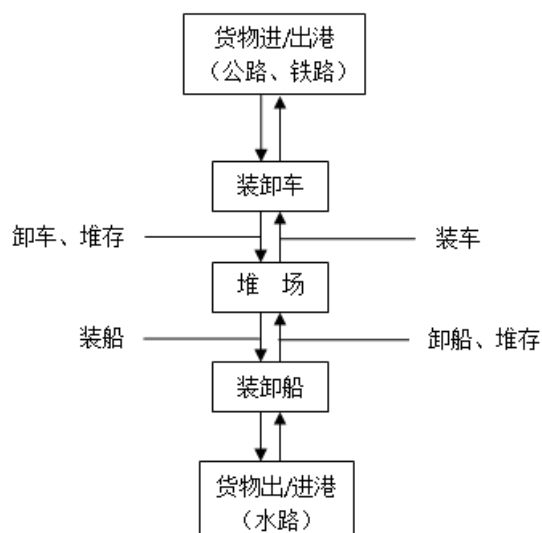 货物进/出港
（公路、铁路）
装卸车
卸车、堆存
装车
堆 场
装船
卸船、堆存
装卸船
货物出/进港
（水路）